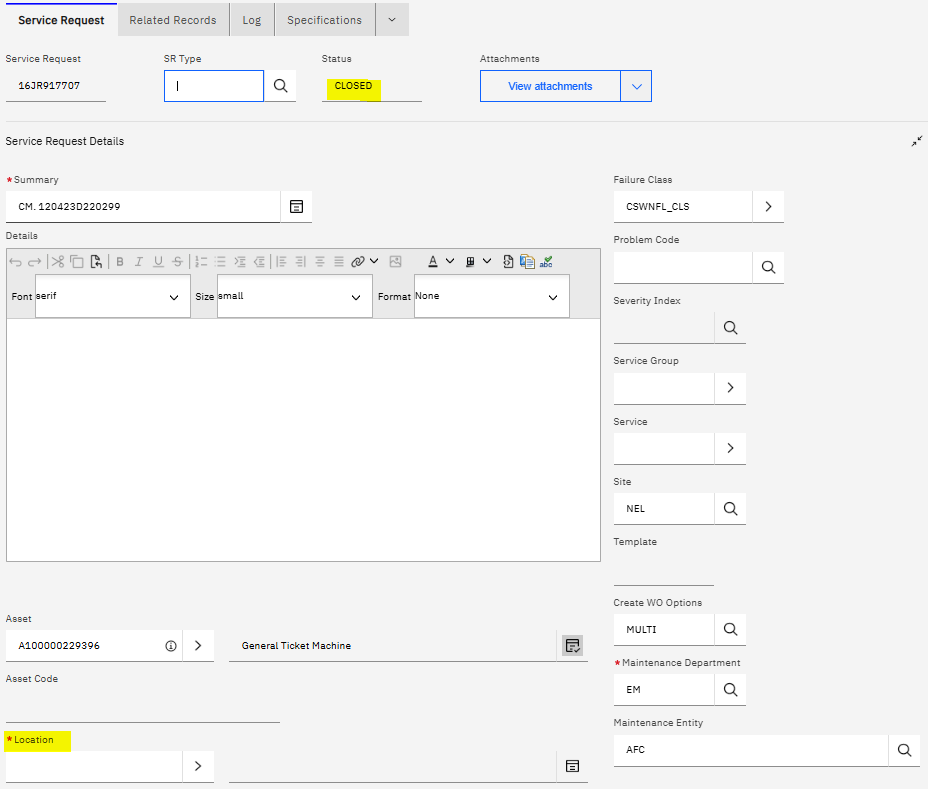 Service Request
Related Records
Log
Specifications
Service Request
SR Type
Status
Attachments
16JR917707
CLOSED
View attachments
Service Request Details
* Summary
CM. 120423D220299
Details
B I U S
A
abc
Font serif
Size small
Format None
Asset
A100000229396
General Ticket Machine
Asset Code
* Location
Failure Class
CSWNFL_CLS
Problem Code
Severity Index
Service Group
Service
Site
NEL
Template
Create WO Options
MULTI
* Maintenance Department
EM
Maintenance Entity
AFC